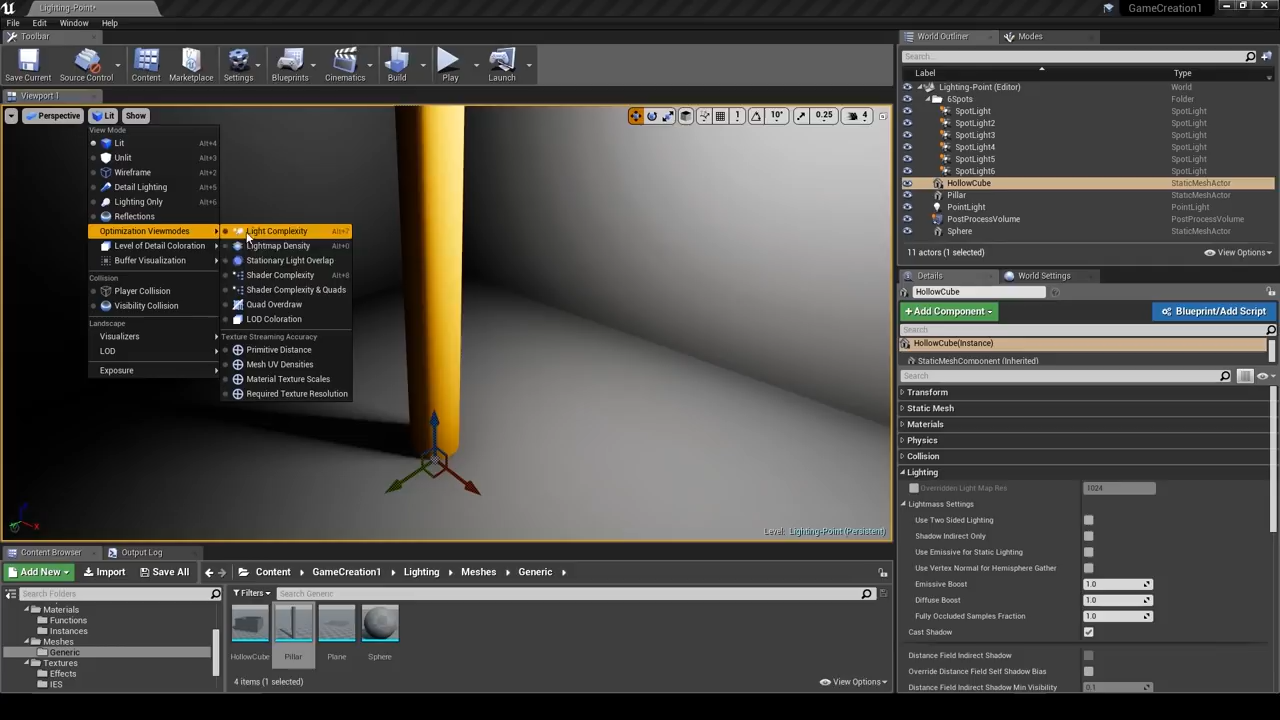 Lighting-Point•
GameCreation1
File Edit Window Help
Toolbar
Save Current
Source Control
Content
Marketplace
Settings
Blueprints
Cinematics
Build
Play
Launch
Viewport 1
Perspective
Lit
Show
10°
0.25
4
View Mode
Lit Alt+4
Unlit Alt+3
Wireframe Alt+2
Detail Lighting Alt+5
Lighting Only Alt+6
Reflections
Optimization Viewmodes
Level of Detail Coloration
Buffer Visualization
Collision
Player Collision
Visibility Collision
Landscape
Visualizers
LOD
Exposure
Light Complexity Alt+7
Lightmap Density Alt+0
Stationary Light Overlap
Shader Complexity Alt+8
Shader Complexity & Quads
Quad Overdraw
LOD Coloration
Texture Streaming Accuracy
Primitive Distance
Mesh UV Densities
Material Texture Scales
Required Texture Resolution
Level: Lighting-Point (Persistent)
World Outliner
Modes
Search...
Label Type
Lighting-Point (Editor) World
6Spots Folder
SpotLight SpotLight
SpotLight2 SpotLight
SpotLight3 SpotLight
SpotLight4 SpotLight
SpotLight5 SpotLight
SpotLight6 SpotLight
HollowCube StaticMeshActor
Pillar StaticMeshActor
PointLight PointLight
PostProcessVolume PostProcessVolume
Sphere StaticMeshActor
11 actors (1 selected)
View Options
Details
World Settings
HollowCube
+ Add Component
Blueprint/Add Script
Search
HollowCube(Instance)
StaticMeshComponent (Inherited)
Search
Transform
Static Mesh
Materials
Physics
Collision
Lighting
Overridden Light Map Res 1024
Lightmass Settings
Use Two Sided Lighting
Shadow Indirect Only
Use Emissive for Static Lighting
Use Vertex Normal for Hemisphere Gather
Emissive Boost 1.0
Diffuse Boost 1.0
Fully Occluded Samples Fraction 1.0
Cast Shadow
Distance Field Indirect Shadow
Override Distance Field Self Shadow Bias
Distance Field Indirect Shadow Min Visibility 0.1
Content Browser
Output Log
Add New
Import
Save All
Content
GameCreation1
Lighting
Meshes
Generic
Search Folders
Filters
Search Generic
Materials
Functions
Instances
Meshes
Generic
Textures
Effects
IES
HollowCube
Pillar
Plane
Sphere
4 items (1 selected)
View Options